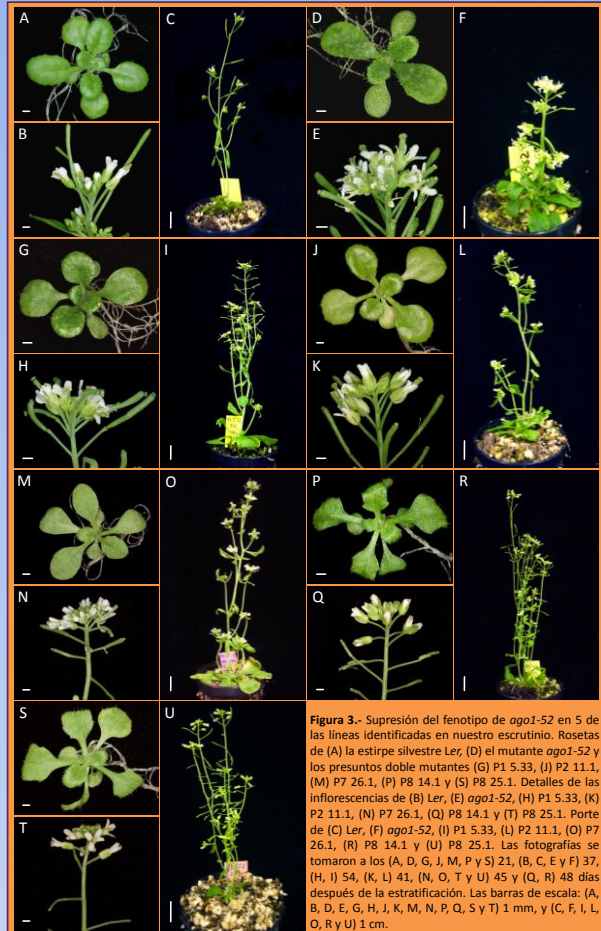 A
C
D
F
B
E
G
I
J
L
H
K
M
O
P
R
N
Q
S
U
T
Figura 3.- Supresión del fenotipo de ago1-52 en 5 de
las líneas identificadas en nuestro escrutinio. Rosetas
de (A) la estirpe silvestre Ler, (D) el mutante ago1-52 y
los presuntos doble mutantes (G) P1 5.33, (J) P2 11.1,
(M) P7 26.1, (P) P8 14.1 y (S) P8 25.1. Detalles de las
inflorescencias de (B) Ler, (E) ago1-52, (H) P1 5.33, (K)
P2 11.1, (N) P7 26.1, (Q) P8 14.1 y (T) P8 25.1. Porte
de (C) Ler, (F) ago1-52, (I) P1 5.33, (L) P2 11.1, (O) P7
26.1, (R) P8 14.1 y (U) P8 25.1. Las fotografías se
tomaron a los (A, D, G, J, M, P y S) 21, (B, C, E y F) 37,
(H, I) 54, (K, L) 41, (N, O, T y U) 45 y (Q, R) 48 días
después de la estratificación. Las barras de escala: (A,
B, D, E, G, H, J, K, M, N, P, Q, S y T) 1 mm, y (C, F, I, L,
O, R y U) 1 cm.